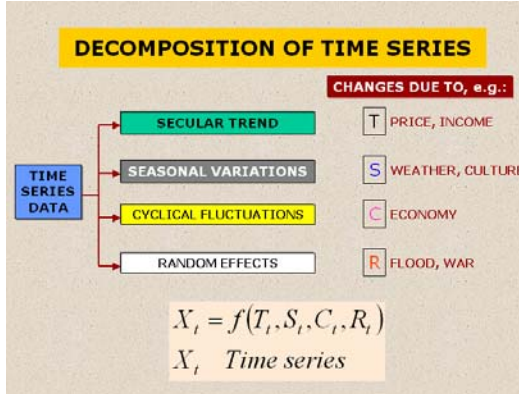 DECOMPOSITION OF TIME SERIES
CHANGES DUE TO, e.g.:
SECULAR TREND T PRICE, INCOME
TIME SERIES DATA
SEASONAL VARIATIONS S WEATHER, CULTURE
CYCLICAL FLUCTUATIONS C ECONOMY
RANDOM EFFECTS R FLOOD, WAR
X_t = f(T_t, S_t, C_t, R_t)
X_t Time series